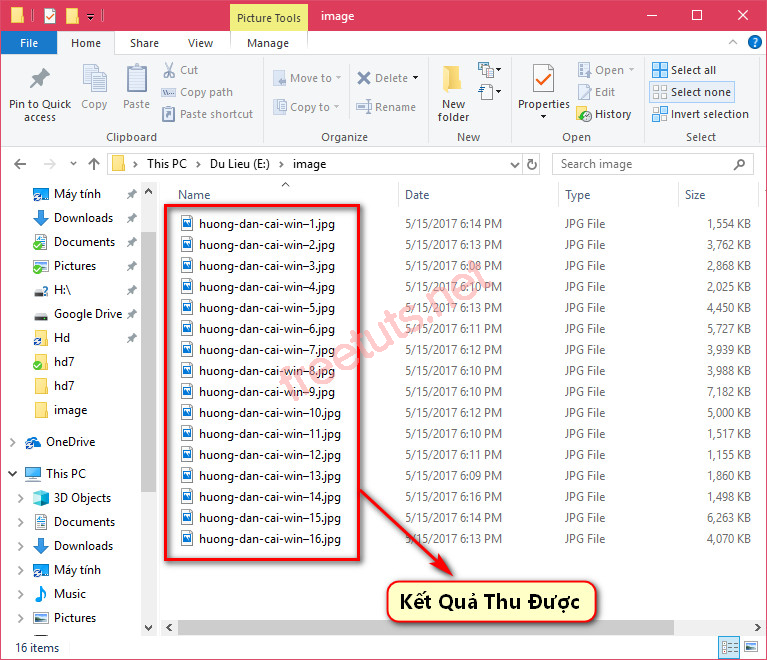 Picture Tools image
File Home Share View Manage
Pin to Quick access
Copy
Paste
Cut
Copy path
Paste shortcut
Clipboard
Move to
Copy to
Delete
Rename
Organize
New folder
New
Properties
Open
Edit
History
Open
Select all
Select none
Invert selection
Select
This PC > Du Lieu (E:) > image
Search image
Máy tính
Downloads
Documents
Pictures
H:\
Google Drive
Hd
hd7
hd7
image
OneDrive
This PC
3D Objects
Documents
Downloads
Máy tính
Music
Pictures
Name Date Type Size
huong-dan-cai-win–1.jpg 5/15/2017 6:14 PM JPG File 1,554 KB
huong-dan-cai-win–2.jpg 5/15/2017 6:13 PM JPG File 3,762 KB
huong-dan-cai-win–3.jpg 5/15/2017 6:08 PM JPG File 2,868 KB
huong-dan-cai-win–4.jpg 5/15/2017 6:10 PM JPG File 2,025 KB
huong-dan-cai-win–5.jpg 5/15/2017 6:13 PM JPG File 4,450 KB
huong-dan-cai-win–6.jpg 5/15/2017 6:11 PM JPG File 5,727 KB
huong-dan-cai-win–7.jpg 5/15/2017 6:12 PM JPG File 3,939 KB
huong-dan-cai-win–8.jpg 5/15/2017 6:10 PM JPG File 3,988 KB
huong-dan-cai-win–9.jpg 5/15/2017 6:10 PM JPG File 7,182 KB
huong-dan-cai-win–10.jpg 5/15/2017 6:12 PM JPG File 5,000 KB
huong-dan-cai-win–11.jpg 5/15/2017 6:10 PM JPG File 1,517 KB
huong-dan-cai-win–12.jpg 5/15/2017 6:11 PM JPG File 1,155 KB
huong-dan-cai-win–13.jpg 5/15/2017 6:09 PM JPG File 1,860 KB
huong-dan-cai-win–14.jpg 5/15/2017 6:16 PM JPG File 1,498 KB
huong-dan-cai-win–15.jpg 5/15/2017 6:14 PM JPG File 6,263 KB
huong-dan-cai-win–16.jpg 5/15/2017 6:13 PM JPG File 4,070 KB
freetuts.net
Kết Quả Thu Được
16 items